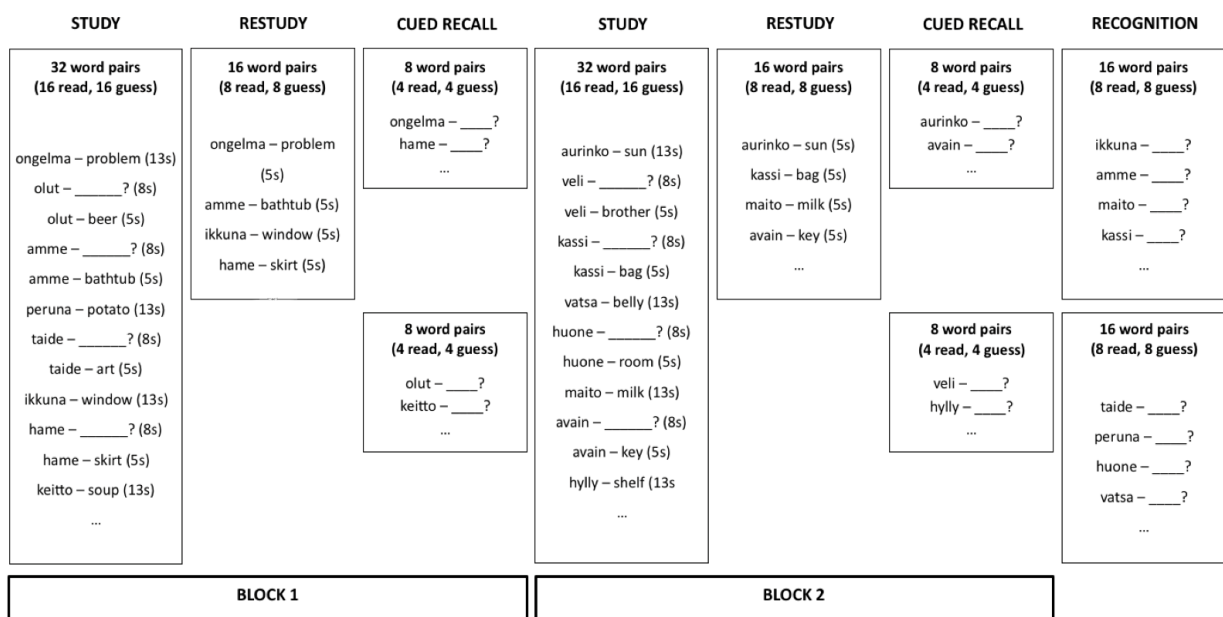 STUDY
32 word pairs
(16 read, 16 guess)
ongelma – problem (13s)
olut – ______? (8s)
olut – beer (5s)
amme – ______? (8s)
amme – bathtub (5s)
peruna – potato (13s)
taide – ______? (8s)
taide – art (5s)
ikkuna – window (13s)
hame – ______? (8s)
hame – skirt (5s)
keitto – soup (13s)
...
RESTUDY
16 word pairs
(8 read, 8 guess)
ongelma – problem
(5s)
amme – bathtub (5s)
ikkuna – window (5s)
hame – skirt (5s)
CUED RECALL
8 word pairs
(4 read, 4 guess)
ongelma – ____?
hame – ____?
...
8 word pairs
(4 read, 4 guess)
olut – ____?
keitto – ____?
...
BLOCK 1
STUDY
32 word pairs
(16 read, 16 guess)
aurinko – sun (13s)
veli – ______? (8s)
veli – brother (5s)
kassi – ______? (8s)
kassi – bag (5s)
vatsa – belly (13s)
huone – ______? (8s)
huone – room (5s)
maito – milk (13s)
avain – ______? (8s)
avain – key (5s)
hylly – shelf (13s
...
RESTUDY
16 word pairs
(8 read, 8 guess)
aurinko – sun (5s)
kassi – bag (5s)
maito – milk (5s)
avain – key (5s)
...
CUED RECALL
8 word pairs
(4 read, 4 guess)
aurinko – ____?
avain – ____?
...
8 word pairs
(4 read, 4 guess)
veli – ____?
hylly – ____?
...
BLOCK 2
RECOGNITION
16 word pairs
(8 read, 8 guess)
ikkuna – ____?
amme – ____?
maito – ____?
kassi – ____?
...
16 word pairs
(8 read, 8 guess)
taide – ____?
peruna – ____?
huone – ____?
vatsa – ____?
...